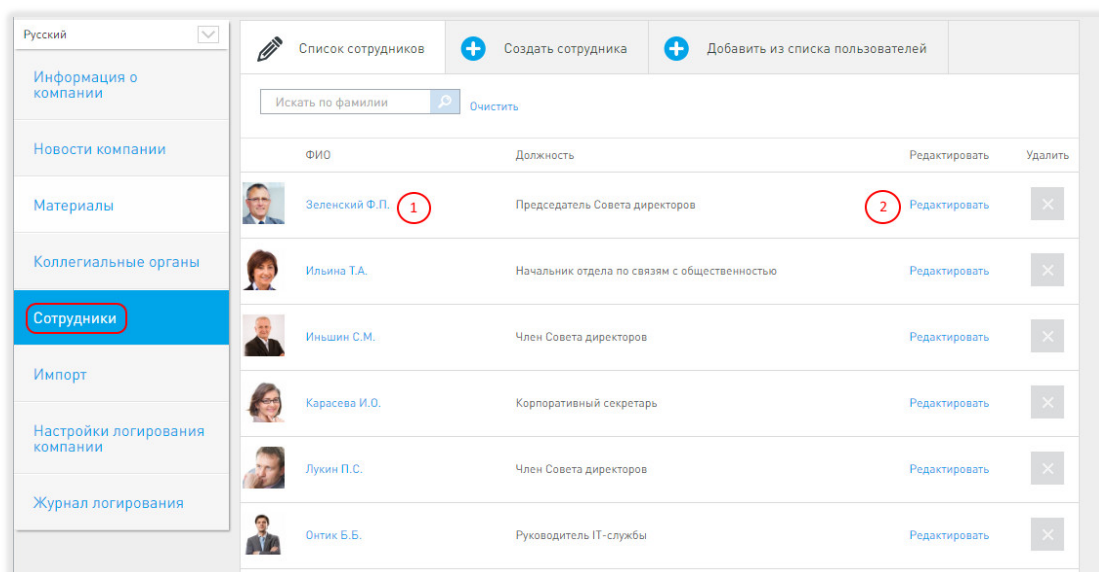 Русский
Информация о
компании
Новости компании
Материалы
Коллегиальные органы
Сотрудники
Импорт
Настройки логирования
компании
Журнал логирования
Список сотрудников Создать сотрудника Добавить из списка пользователей
Искать по фамилии Очистить
ФИО Должность Редактировать Удалить
Зеленский Ф.П. 1 Председатель Совета директоров 2 Редактировать
Ильина Т.А. Начальник отдела по связям с общественностью Редактировать
Иньшин С.М. Член Совета директоров Редактировать
Карасева И.О. Корпоративный секретарь Редактировать
Лукин П.С. Член Совета директоров Редактировать
Онтик Б.Б. Руководитель IT-службы Редактировать